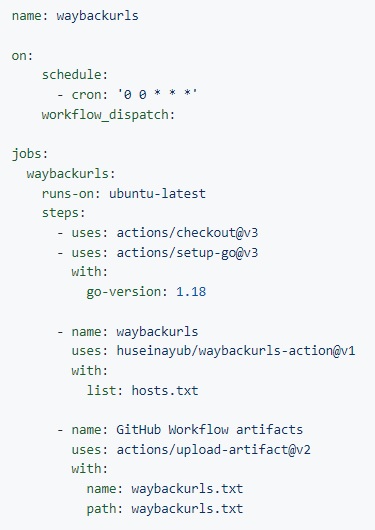 name: waybackurls

on:
    schedule:
      - cron: '0 0 * * *'
    workflow_dispatch:

jobs:
  waybackurls:
    runs-on: ubuntu-latest
    steps:
      - uses: actions/checkout@v3
      - uses: actions/setup-go@v3
        with:
          go-version: 1.18

      - name: waybackurls
        uses: huseinayub/waybackurls-action@v1
        with:
          list: hosts.txt

      - name: GitHub Workflow artifacts
        uses: actions/upload-artifact@v2
        with:
          name: waybackurls.txt
          path: waybackurls.txt